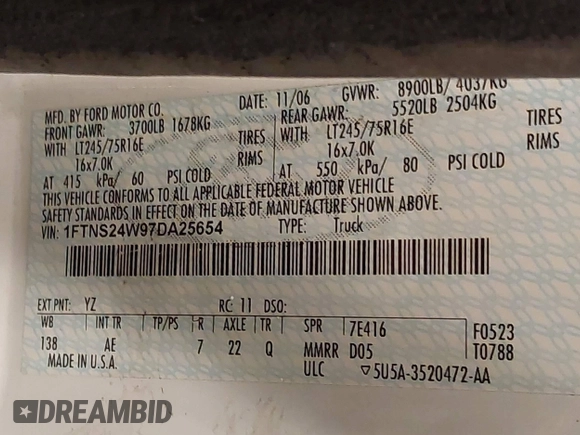 MFD. BY FORD MOTOR CO.
DATE: 11/06
GVWR: 8900LB/ 4037KG
FRONT GAWR: 3700LB 1678KG
REAR GAWR: 5520LB 2504KG
WITH LT245/75R16E TIRES
WITH LT245/75R16E TIRES
16x7.0K RIMS
16x7.0K RIMS
AT 415 kPa/ 60 PSI COLD
AT 550 kPa/ 80 PSI COLD
THIS VEHICLE CONFORMS TO ALL APPLICABLE FEDERAL MOTOR VEHICLE
SAFETY STANDARDS IN EFFECT ON THE DATE OF MANUFACTURE SHOWN ABOVE.
VIN: 1FTNS24W97DA25654
TYPE: Truck
EXT PNT: YZ RC: 11 DSO:
WB INT TR TP/PS R AXLE TR SPR 7E416 F0523
138 AE 7 22 Q MMRR D05 T0788
MADE IN U.S.A. ULC ▽5U5A-3520472-AA
DREAMBID